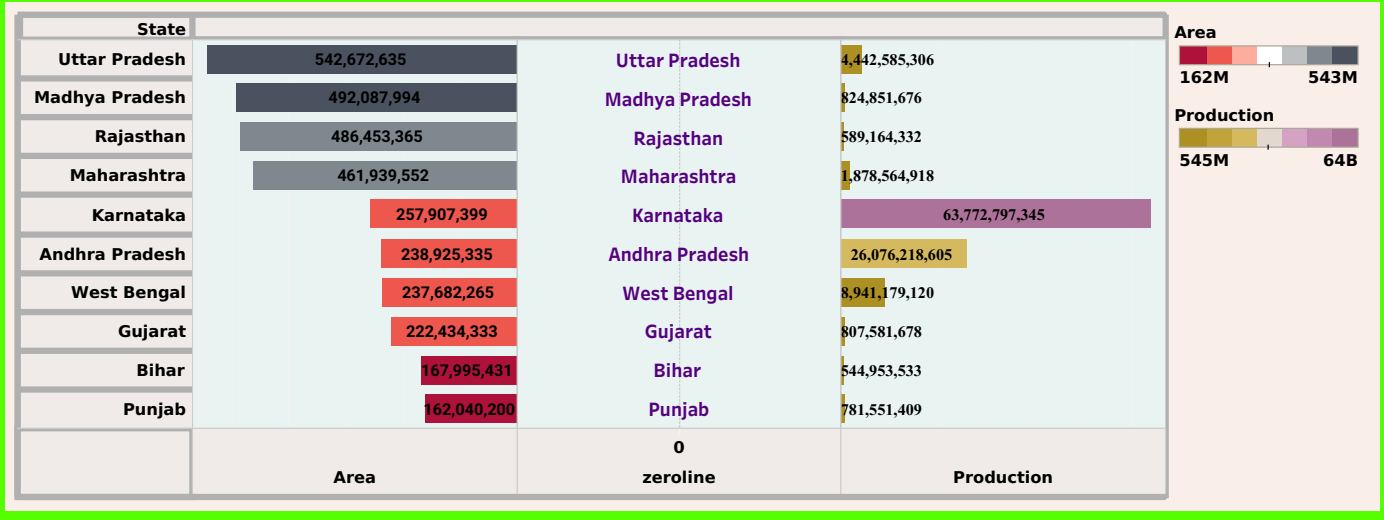 State
Uttar Pradesh 542,672,635 Uttar Pradesh 4,442,585,306
Madhya Pradesh 492,087,994 Madhya Pradesh 824,851,676
Rajasthan 486,453,365 Rajasthan 589,164,332
Maharashtra 461,939,552 Maharashtra 1,878,564,918
Karnataka 257,907,399 Karnataka 63,772,797,345
Andhra Pradesh 238,925,335 Andhra Pradesh 26,076,218,605
West Bengal 237,682,265 West Bengal 8,941,179,120
Gujarat 222,434,333 Gujarat 807,581,678
Bihar 167,995,431 Bihar 544,953,533
Punjab 162,040,200 Punjab 781,551,409
0
Area zeroline Production
Area
162M 543M
Production
545M 64B